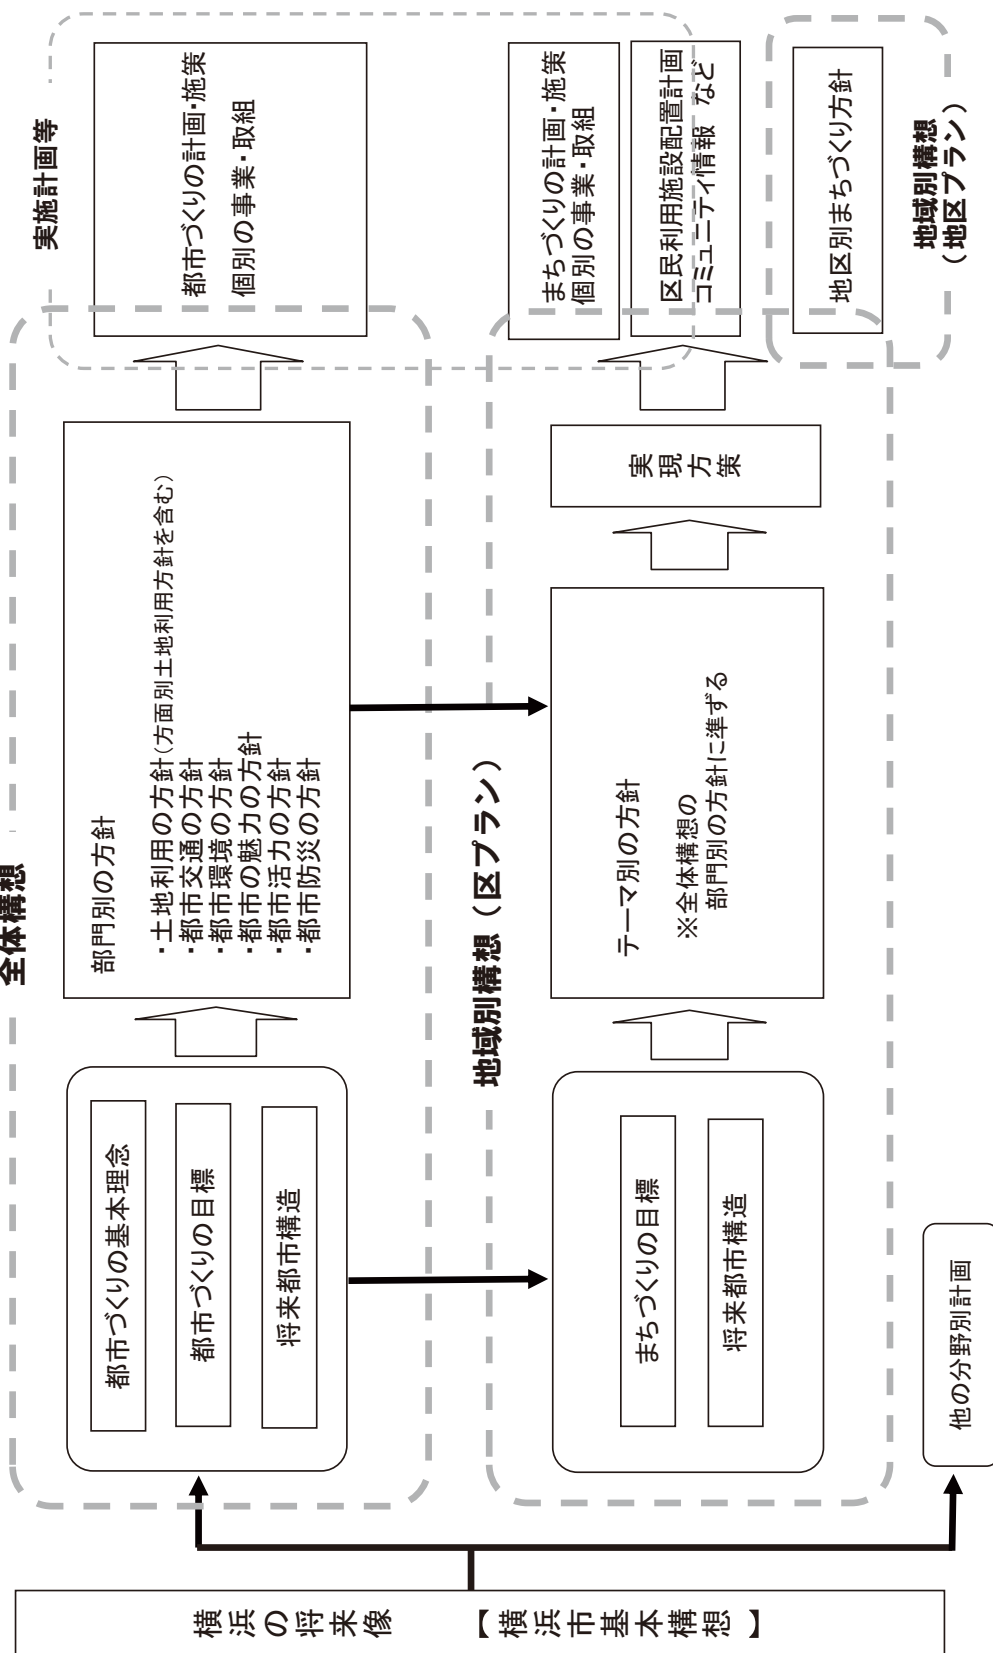 横浜の将来像　【横浜市基本構想】
全体構想
都市づくりの基本理念
都市づくりの目標
将来都市構造
部門別の方針
・土地利用の方針（方面別土地利用方針を含む）
・都市交通の方針
・都市環境の方針
・都市の魅力の方針
・都市活力の方針
・都市防災の方針
実施計画等
都市づくりの計画・施策
個別の事業・取組
地域別構想（区プラン）
まちづくりの目標
将来都市構造
テーマ別の方針
※全体構想の
部門別の方針に準ずる
実現方策
まちづくりの計画・施策
個別の事業・取組
区民利用施設配置計画
コミュニティ情報 など
地区別まちづくり方針
地域別構想
（地区プラン）
他の分野別計画